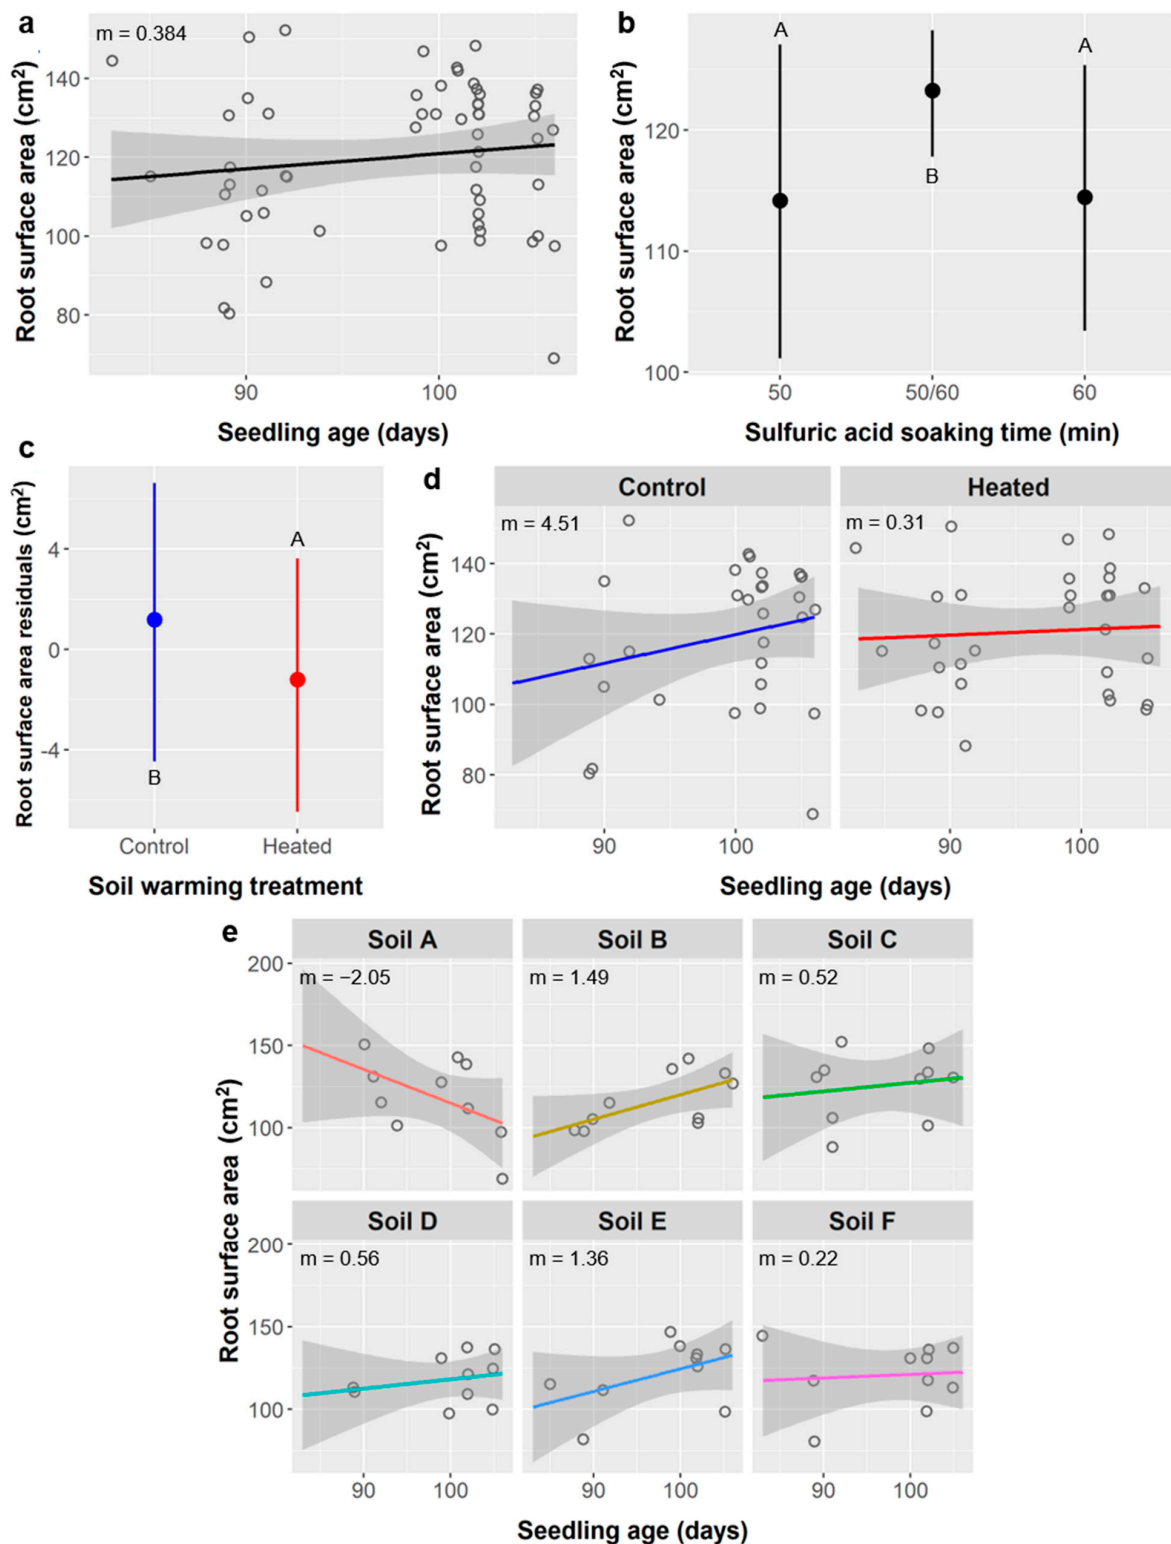 a
m = 0.384
Root surface area (cm²)
140
120
100
80
90
100
Seedling age (days)
b
A
B
A
Root surface area (cm²)
120
110
100
50
50/60
60
Sulfuric acid soaking time (min)
c
Root surface area residuals (cm²)
4
0
-4
B
A
Control
Heated
Soil warming treatment
d
Control
Heated
m = 4.51
m = 0.31
Root surface area (cm²)
140
120
100
80
90
100
90
100
Seedling age (days)
e
Soil A
Soil B
Soil C
m = −2.05
m = 1.49
m = 0.52
200
150
100
Soil D
Soil E
Soil F
m = 0.56
m = 1.36
m = 0.22
200
150
100
Root surface area (cm²)
90
100
90
100
90
100
Seedling age (days)